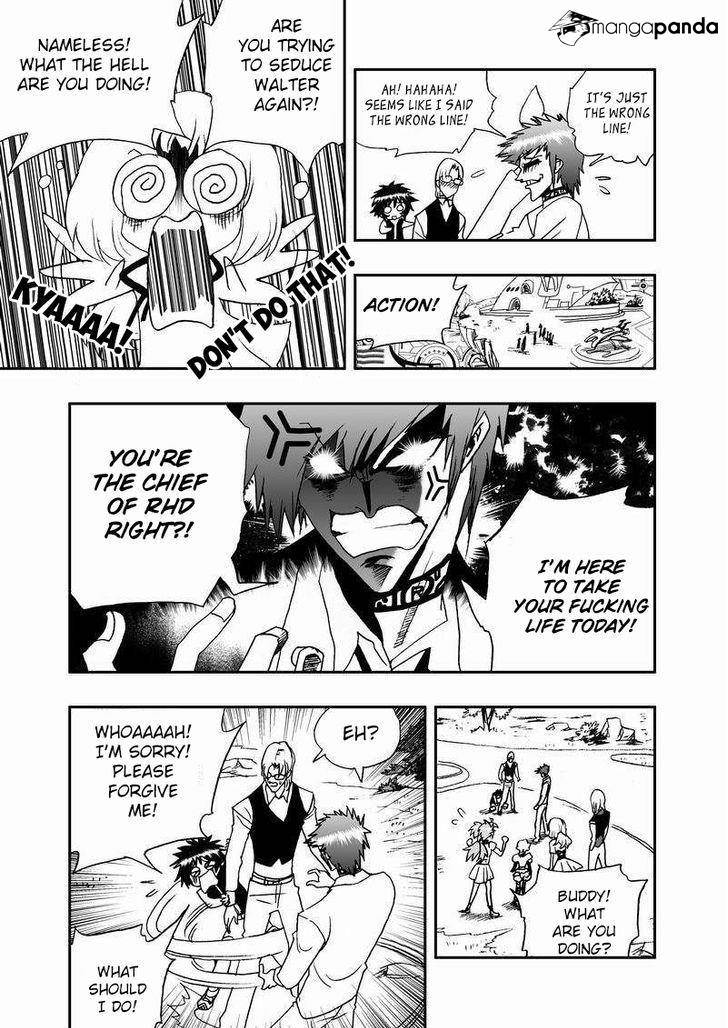 mangapanda
NAMELESS!
WHAT THE HELL
ARE YOU DOING!
ARE
YOU TRYING
TO SEDUCE
WALTER
AGAIN?!
KYAAAA!
DON'T DO THAT!
AH! HAHAHA!
SEEMS LIKE I SAID
THE WRONG LINE!
IT'S JUST
THE WRONG
LINE!
ACTION!
YOU'RE
THE CHIEF
OF RHD
RIGHT?!
I'M HERE
TO TAKE
YOUR FUCKING
LIFE TODAY!
WHOAAAAH!
I'M SORRY!
PLEASE
FORGIVE
ME!
EH?
WHAT
SHOULD
I DO!
BUDDY!
WHAT
ARE YOU
DOING?